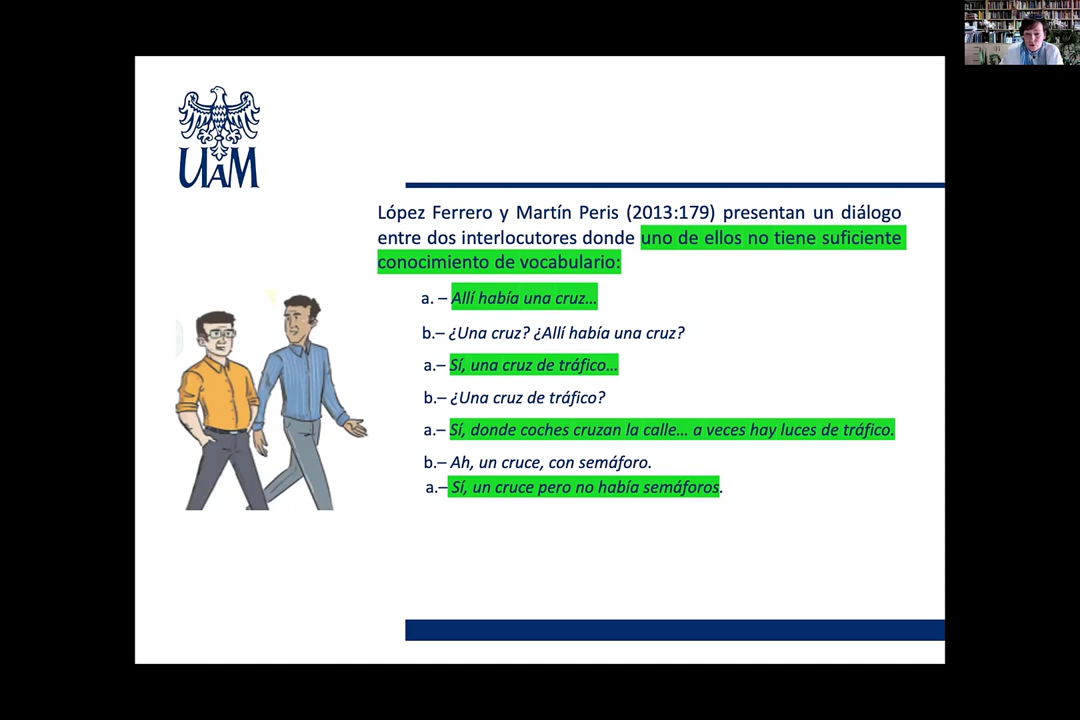 UAM
López Ferrero y Martín Peris (2013:179) presentan un diálogo
entre dos interlocutores donde uno de ellos no tiene suficiente
conocimiento de vocabulario:
a. – Allí había una cruz…
b.– ¿Una cruz? ¿Allí había una cruz?
a.– Sí, una cruz de tráfico…
b.– ¿Una cruz de tráfico?
a.– Sí, donde coches cruzan la calle… a veces hay luces de tráfico.
b.– Ah, un cruce, con semáforo.
a.– Sí, un cruce pero no había semáforos.